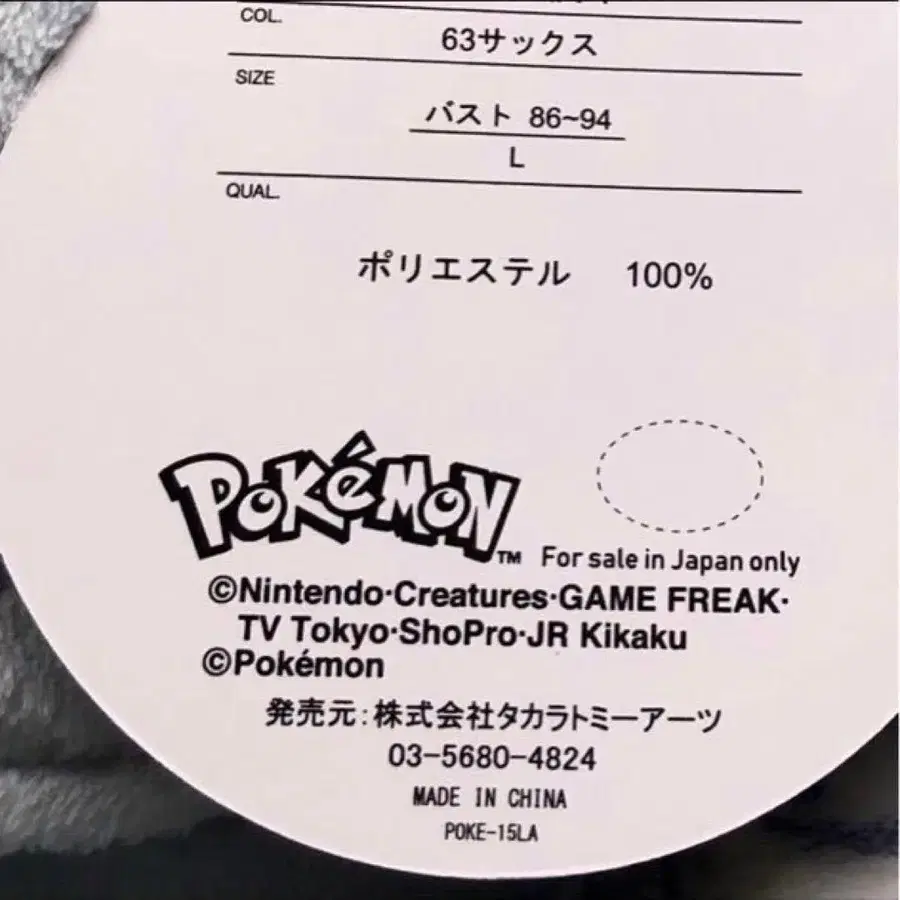 COL.
63サックス
SIZE
バスト 86~94
L
QUAL.
ポリエステル 100%
POKéMON™ For sale in Japan only
©Nintendo・Creatures・GAME FREAK・
TV Tokyo・ShoPro・JR Kikaku
©Pokémon
発売元:株式会社タカラトミーアーツ
03-5680-4824
MADE IN CHINA
POKE-15LA